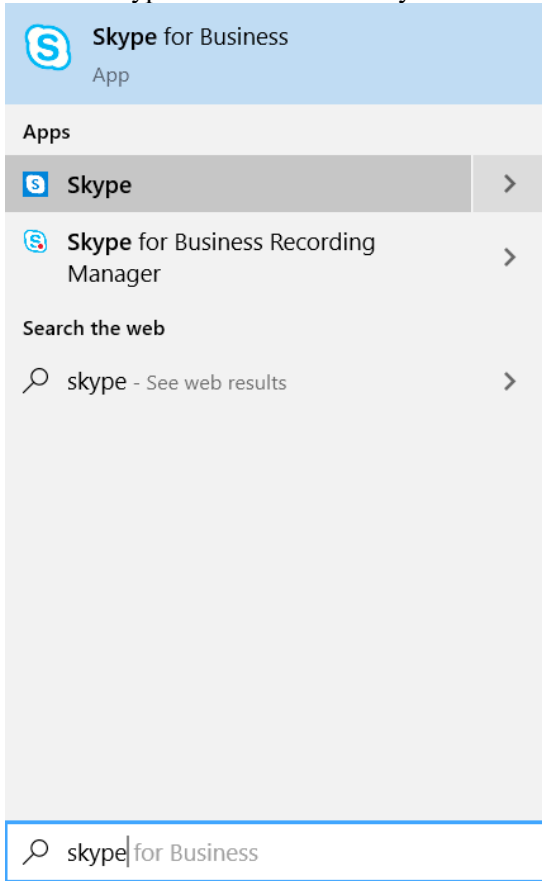 Skype for Business
App
Apps
Skype
Skype for Business Recording
Manager
Search the web
skype - See web results
skype for Business